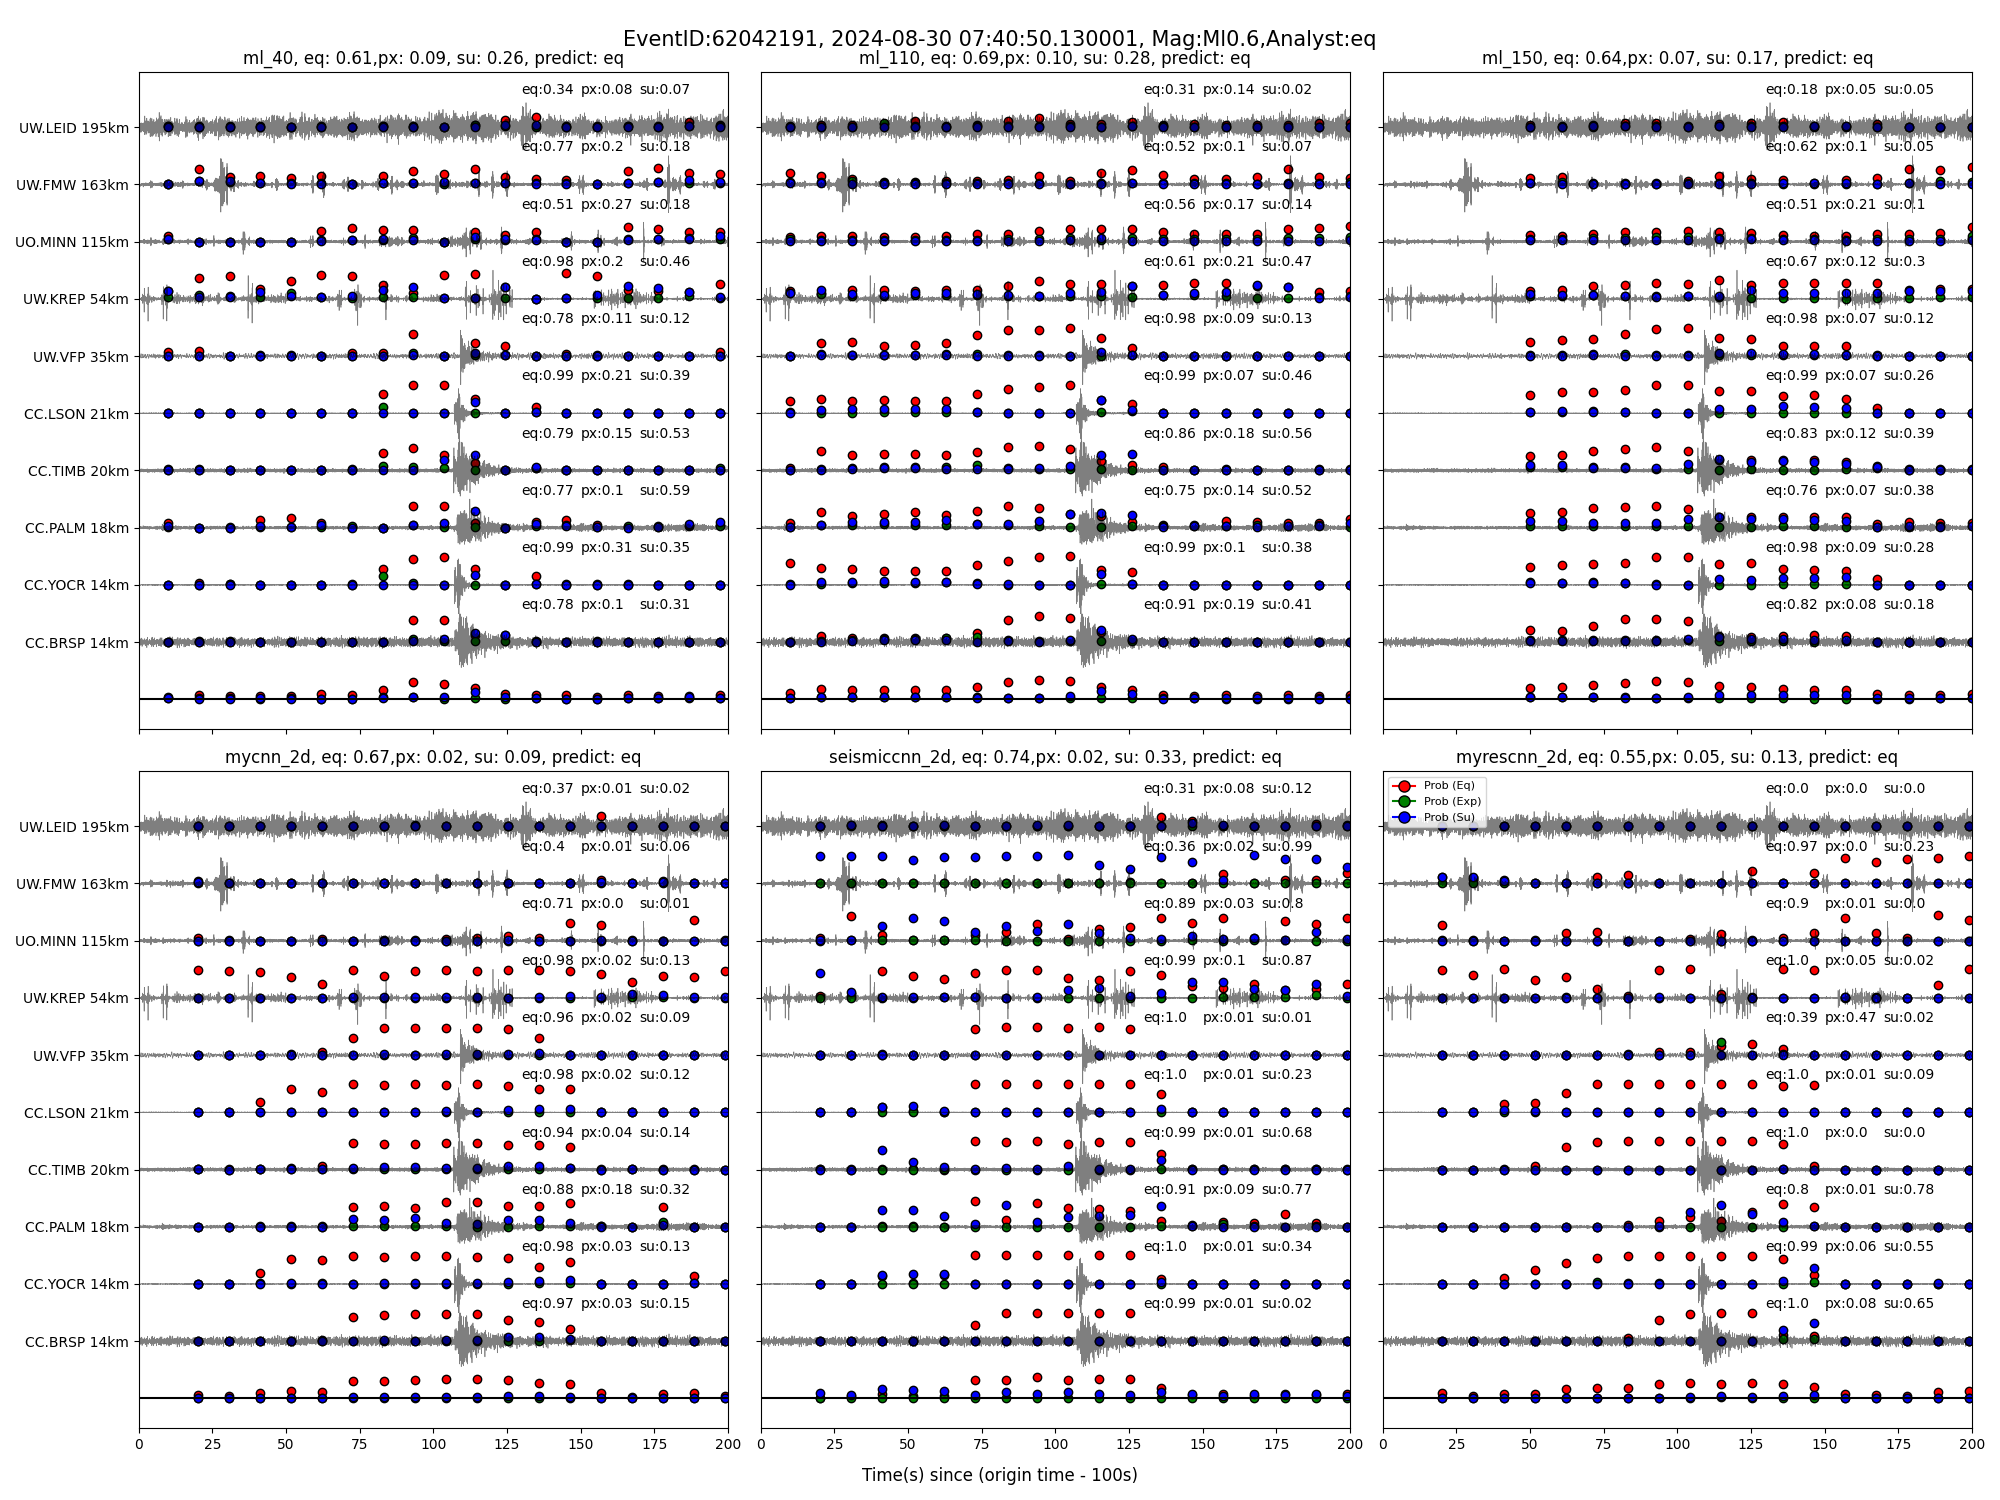 EventID:62042191, 2024-08-30 07:40:50.130001, Mag:Ml0.6,Analyst:eq
ml_40, eq: 0.61,px: 0.09, su: 0.26, predict: eq
UW.LEID 195km
eq:0.34 px:0.08 su:0.07
UW.FMW 163km
eq:0.77 px:0.2 su:0.18
UO.MINN 115km
eq:0.51 px:0.27 su:0.18
UW.KREP 54km
eq:0.98 px:0.2 su:0.46
UW.VFP 35km
eq:0.78 px:0.11 su:0.12
CC.LSON 21km
eq:0.99 px:0.21 su:0.39
CC.TIMB 20km
eq:0.79 px:0.15 su:0.53
CC.PALM 18km
eq:0.77 px:0.1 su:0.59
CC.YOCR 14km
eq:0.99 px:0.31 su:0.35
CC.BRSP 14km
eq:0.78 px:0.1 su:0.31
ml_110, eq: 0.69,px: 0.10, su: 0.28, predict: eq
eq:0.31 px:0.14 su:0.02
eq:0.52 px:0.1 su:0.07
eq:0.56 px:0.17 su:0.14
eq:0.61 px:0.21 su:0.47
eq:0.98 px:0.09 su:0.13
eq:0.99 px:0.07 su:0.46
eq:0.86 px:0.18 su:0.56
eq:0.75 px:0.14 su:0.52
eq:0.99 px:0.1 su:0.38
eq:0.91 px:0.19 su:0.41
ml_150, eq: 0.64,px: 0.07, su: 0.17, predict: eq
eq:0.18 px:0.05 su:0.05
eq:0.62 px:0.1 su:0.05
eq:0.51 px:0.21 su:0.1
eq:0.67 px:0.12 su:0.3
eq:0.98 px:0.07 su:0.12
eq:0.99 px:0.07 su:0.26
eq:0.83 px:0.12 su:0.39
eq:0.76 px:0.07 su:0.38
eq:0.98 px:0.09 su:0.28
eq:0.82 px:0.08 su:0.18
mycnn_2d, eq: 0.67,px: 0.02, su: 0.09, predict: eq
UW.LEID 195km
eq:0.37 px:0.01 su:0.02
UW.FMW 163km
eq:0.4 px:0.01 su:0.06
UO.MINN 115km
eq:0.71 px:0.0 su:0.01
UW.KREP 54km
eq:0.98 px:0.02 su:0.13
UW.VFP 35km
eq:0.96 px:0.02 su:0.09
CC.LSON 21km
eq:0.98 px:0.02 su:0.12
CC.TIMB 20km
eq:0.94 px:0.04 su:0.14
CC.PALM 18km
eq:0.88 px:0.18 su:0.32
CC.YOCR 14km
eq:0.98 px:0.03 su:0.13
CC.BRSP 14km
eq:0.97 px:0.03 su:0.15
0 25 50 75 100 125 150 175 200
seismiccnn_2d, eq: 0.74,px: 0.02, su: 0.33, predict: eq
eq:0.31 px:0.08 su:0.12
eq:0.36 px:0.02 su:0.99
eq:0.89 px:0.03 su:0.8
eq:0.99 px:0.1 su:0.87
eq:1.0 px:0.01 su:0.01
eq:1.0 px:0.01 su:0.23
eq:0.99 px:0.01 su:0.68
eq:0.91 px:0.09 su:0.77
eq:1.0 px:0.01 su:0.34
eq:0.99 px:0.01 su:0.02
0 25 50 75 100 125 150 175 200
myrescnn_2d, eq: 0.55,px: 0.05, su: 0.13, predict: eq
Prob (Eq)
Prob (Exp)
Prob (Su)
eq:0.0 px:0.0 su:0.0
eq:0.97 px:0.0 su:0.23
eq:0.9 px:0.01 su:0.0
eq:1.0 px:0.05 su:0.02
eq:0.39 px:0.47 su:0.02
eq:1.0 px:0.01 su:0.09
eq:1.0 px:0.0 su:0.0
eq:0.8 px:0.01 su:0.78
eq:0.99 px:0.06 su:0.55
eq:1.0 px:0.08 su:0.65
0 25 50 75 100 125 150 175 200
Time(s) since (origin time - 100s)